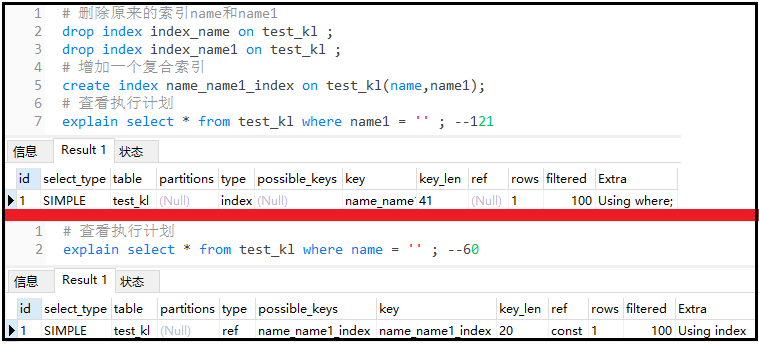 1 # 删除原来的索引name和name1
2 drop index index_name on test_kl ;
3 drop index index_name1 on test_kl ;
4 # 增加一个复合索引
5 create index name_name1_index on test_kl(name,name1);
6 # 查看执行计划
7 explain select * from test_kl where name1 = '' ; --121
信息 Result 1 状态
id select_type table partitions type possible_keys key key_len ref rows filtered Extra
1 SIMPLE test_kl (Null) index (Null) name_name1 41 (Null) 1 100 Using where;
1 # 查看执行计划
2 explain select * from test_kl where name = '' ; --60
信息 Result 1 状态
id select_type table partitions type possible_keys key key_len ref rows filtered Extra
1 SIMPLE test_kl (Null) ref name_name1_index name_name1_index 20 const 1 100 Using index